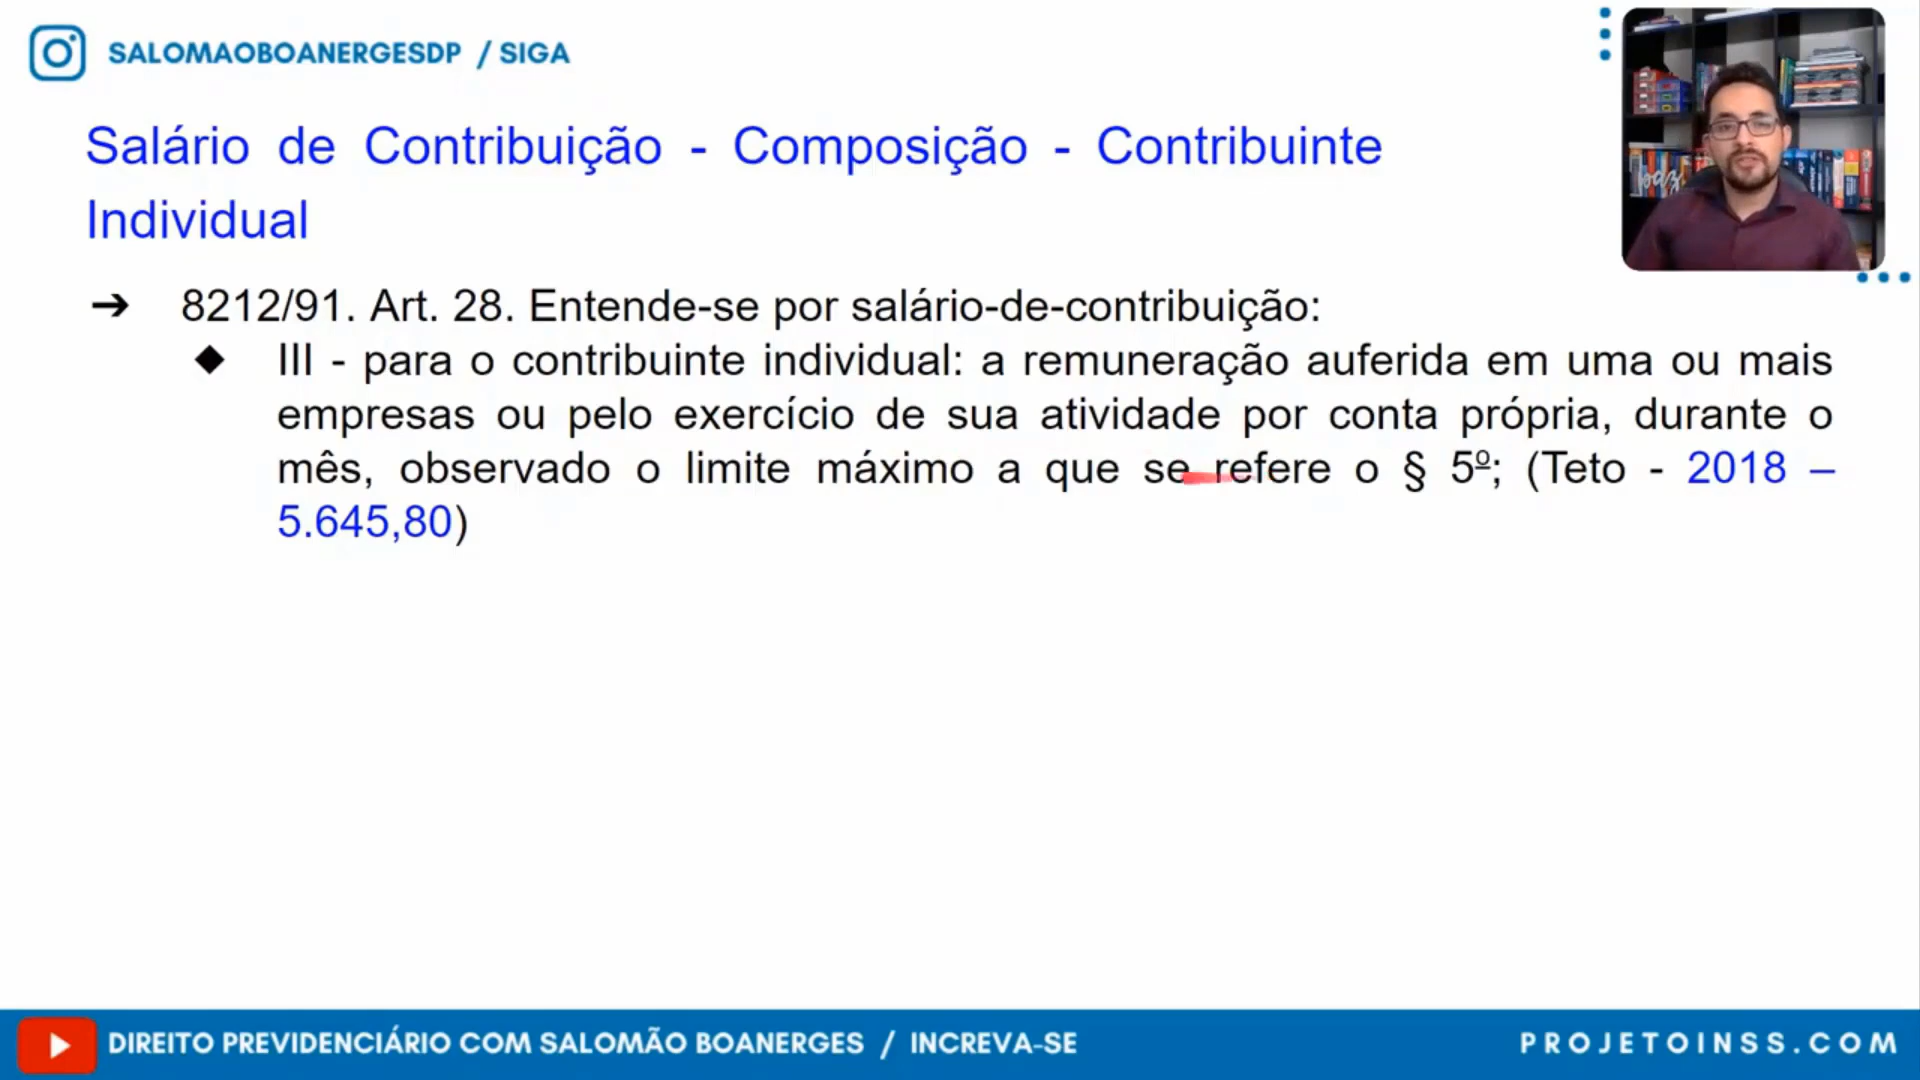 SALOMAOBOANERGESDP / SIGA
Salário de Contribuição - Composição - Contribuinte
Individual
➔ 8212/91. Art. 28. Entende-se por salário-de-contribuição:
◆ III - para o contribuinte individual: a remuneração auferida em uma ou mais
empresas ou pelo exercício de sua atividade por conta própria, durante o
mês, observado o limite máximo a que se refere o § 5º; (Teto - 2018 –
5.645,80)
DIREITO PREVIDENCIÁRIO COM SALOMÃO BOANERGES / INCREVA-SE
PROJETOINSS.COM